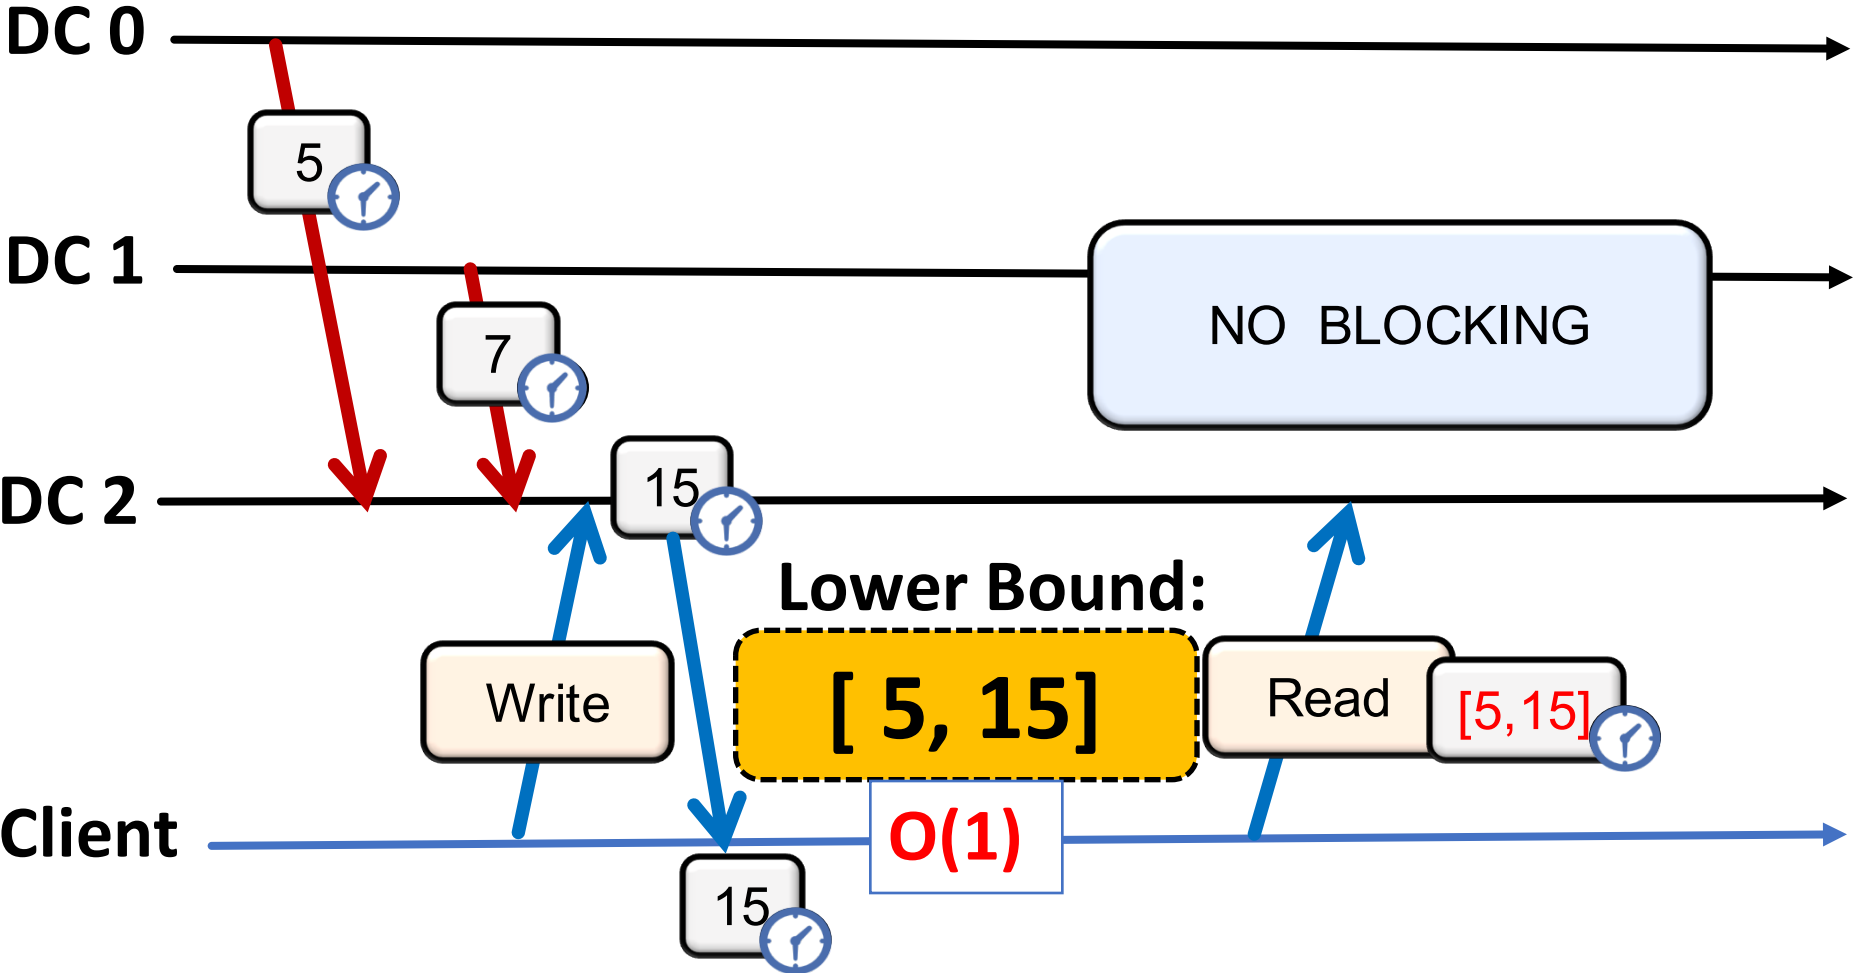 DC 0
5
DC 1
7
NO BLOCKING
DC 2
15
Lower Bound:
Write
[ 5, 15]
Read
[5,15]
Client
O(1)
15